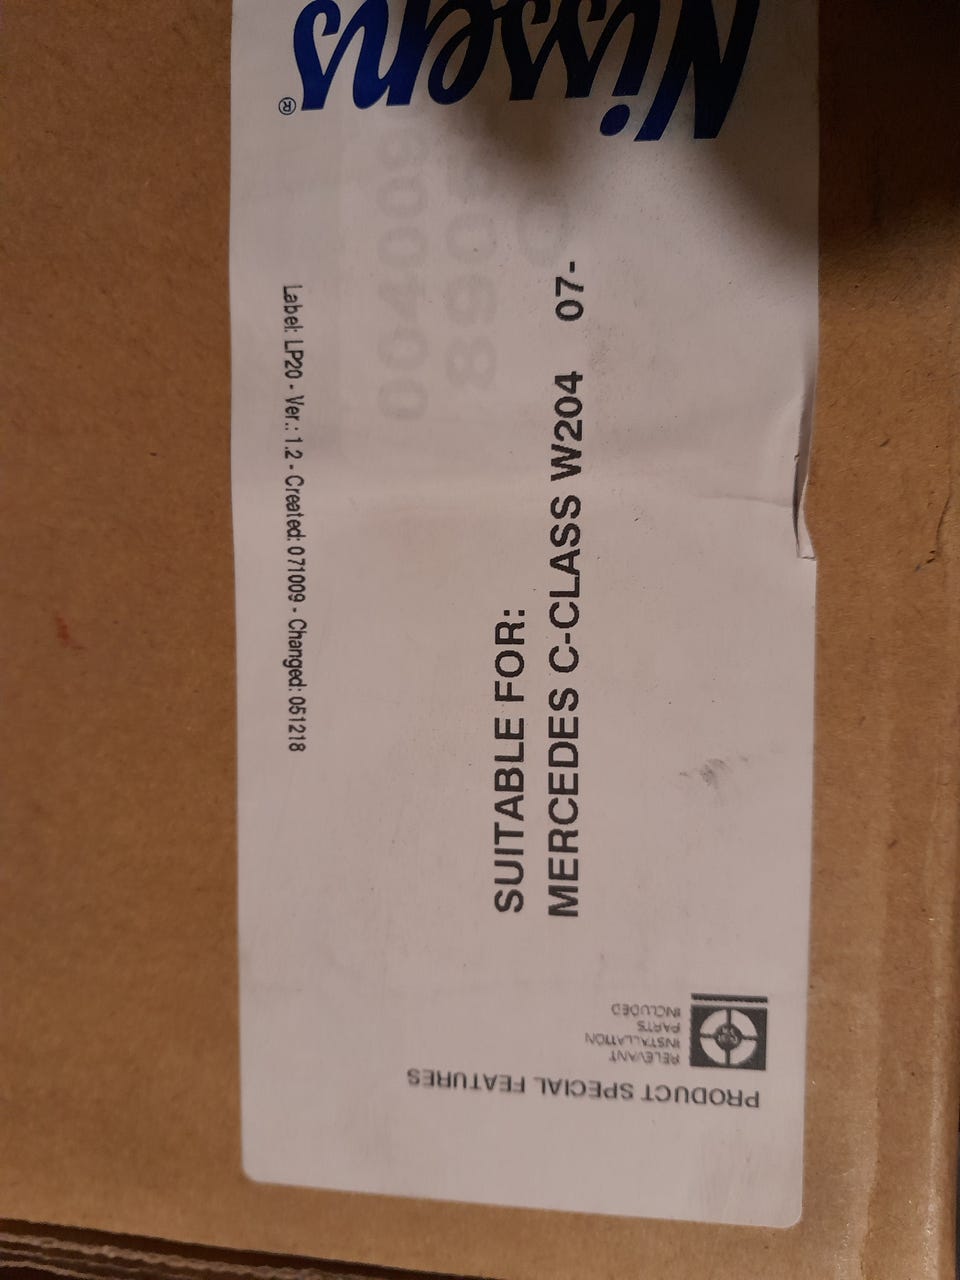 Nissens®
Label: LP20 - Ver.: 1.2 - Created: 071009 - Changed: 051218
SUITABLE FOR:
MERCEDES C-CLASS W204 07-
PRODUCT SPECIAL FEATURES
RELEVANT
INSTALLATION
PARTS
INCLUDED